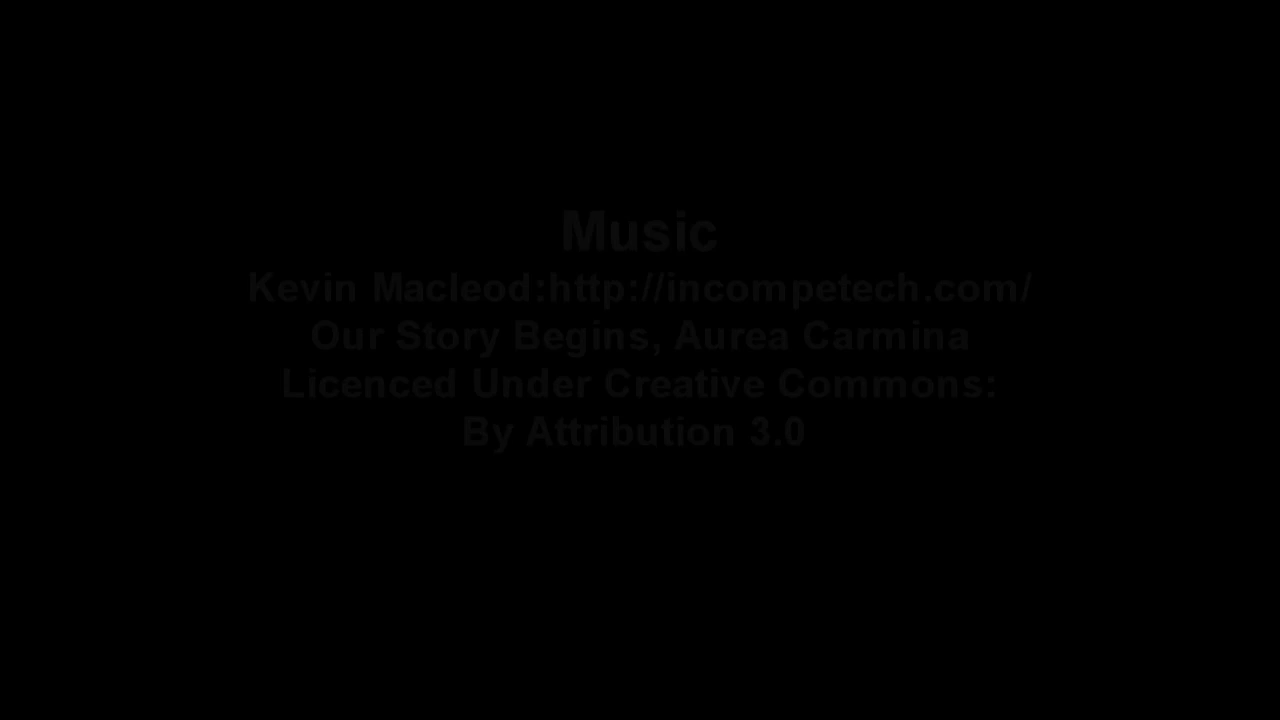 Music
Kevin Macleod:http://incompetech.com/
Our Story Begins, Aurea Carmina
Licenced Under Creative Commons:
By Attribution 3.0